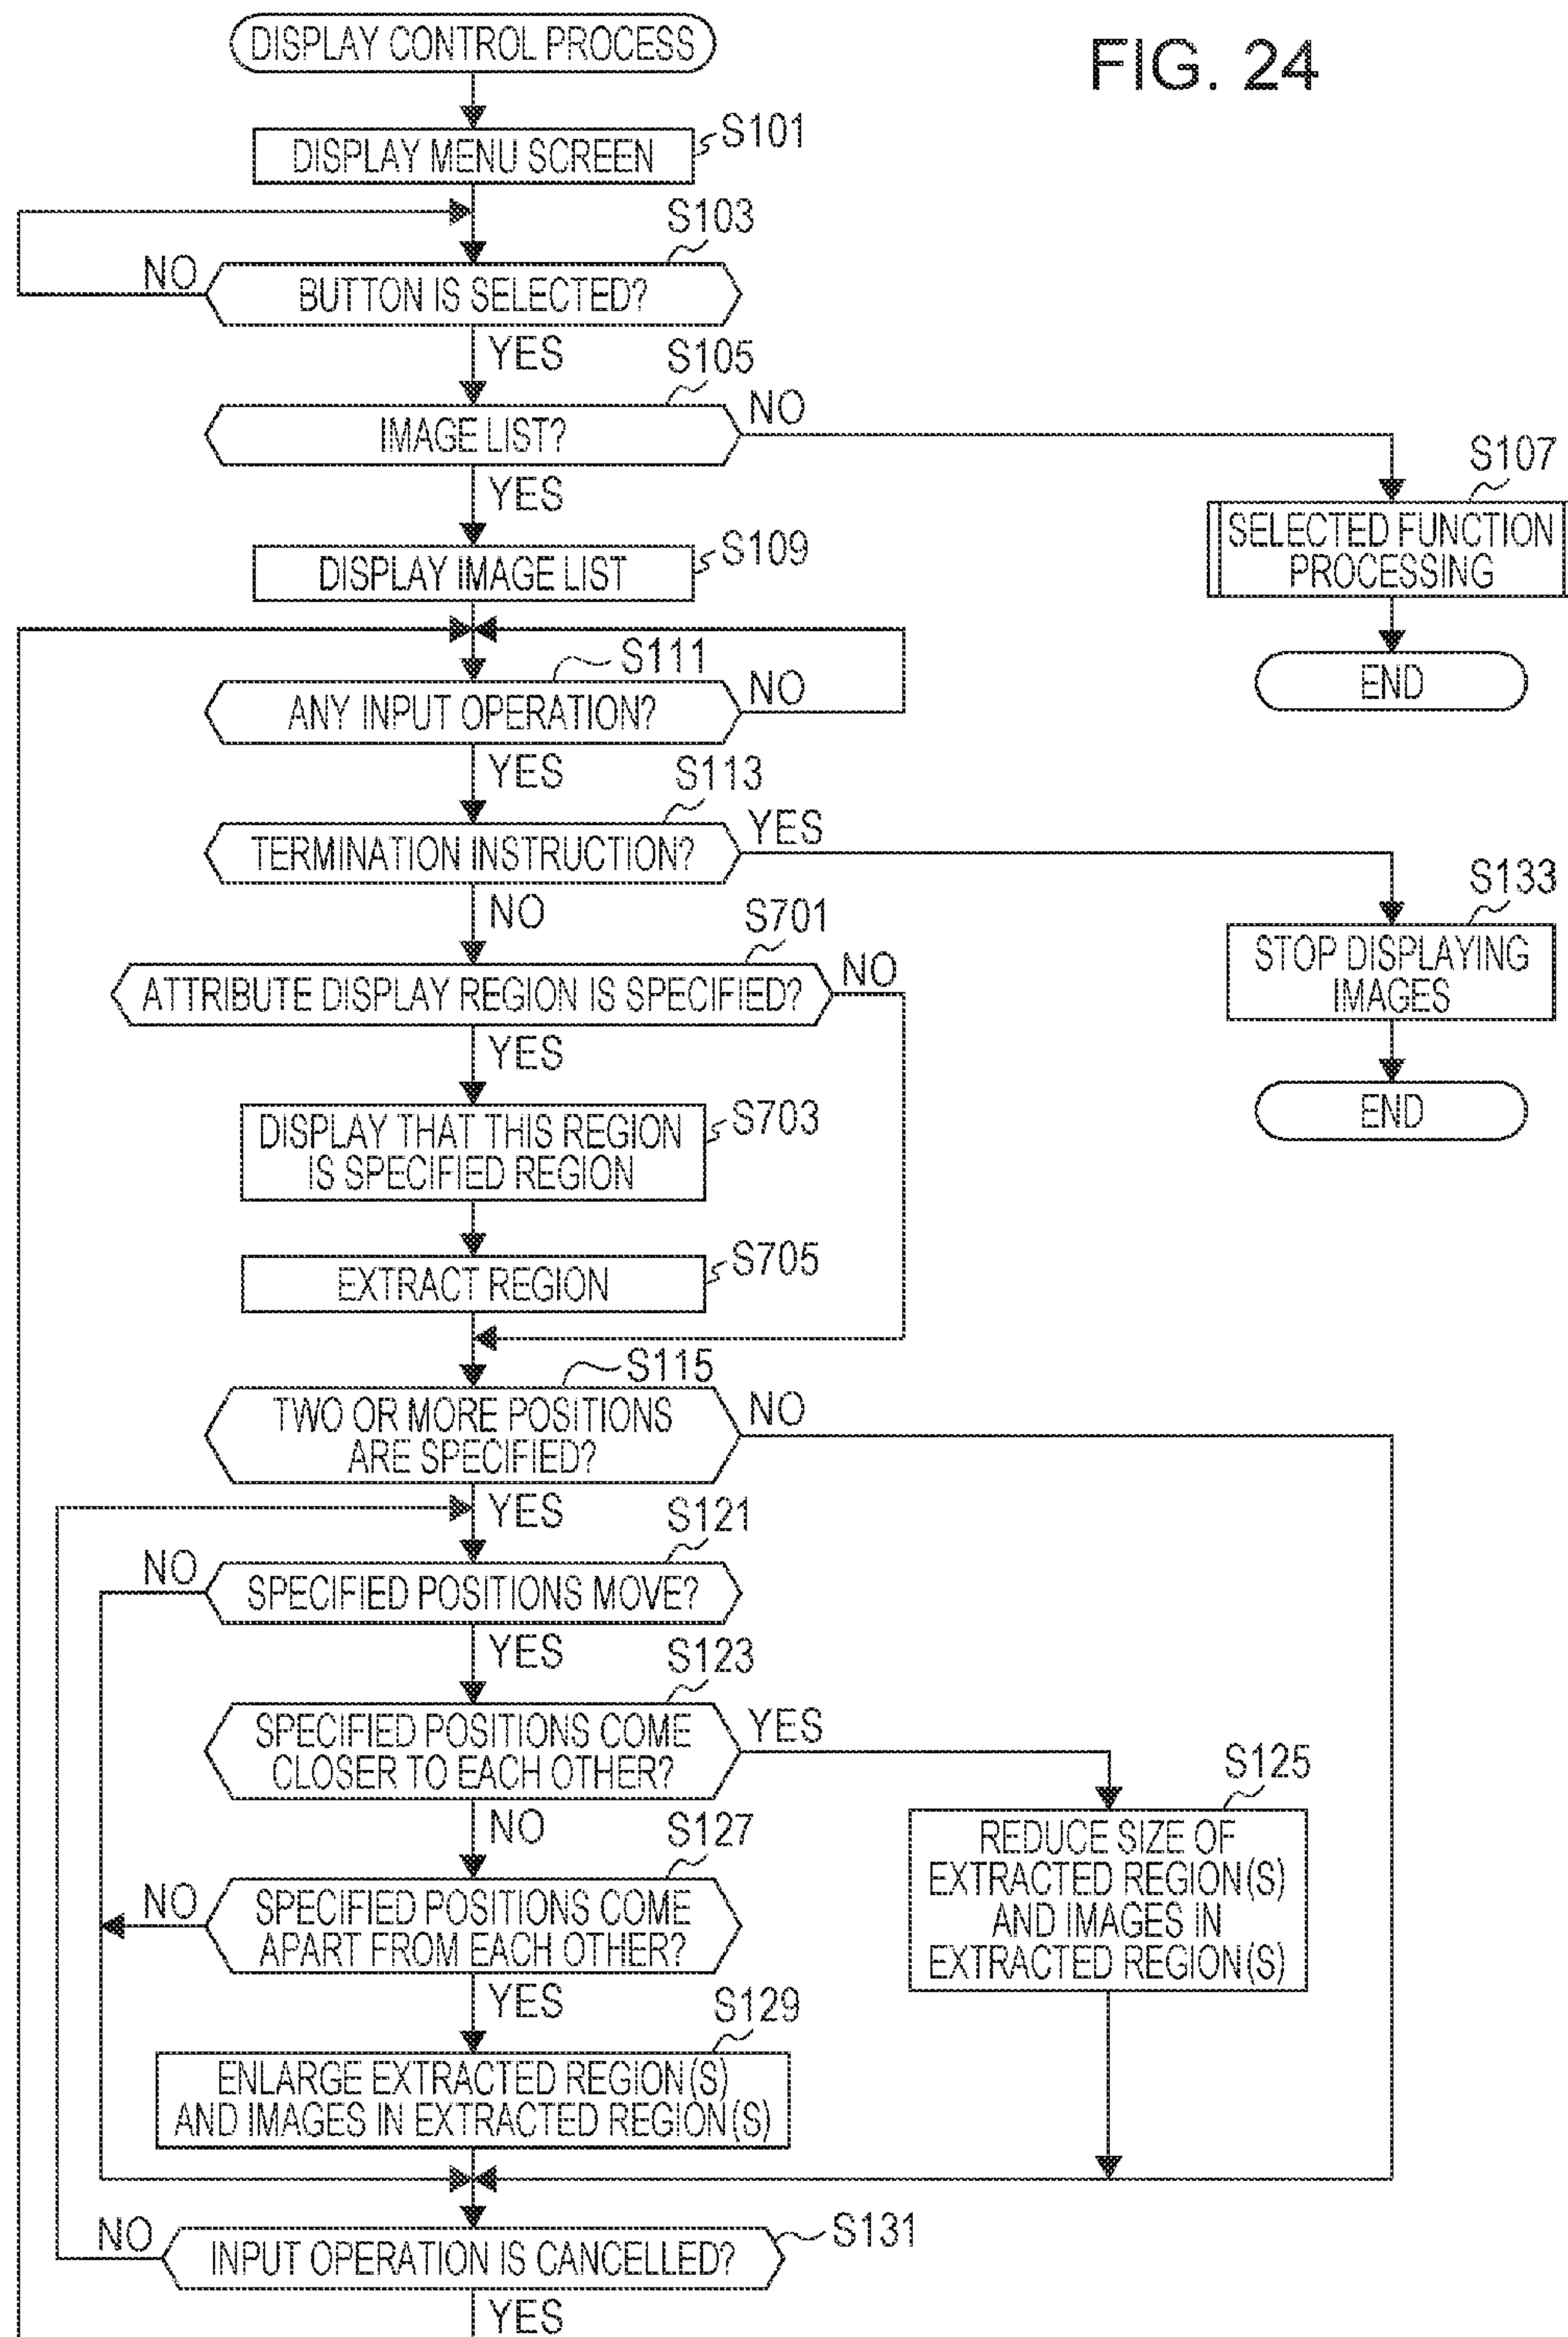 FIG. 24
DISPLAY CONTROL PROCESS
DISPLAY MENU SCREEN
S101
S103
NO
BUTTON IS SELECTED?
YES
S105
IMAGE LIST?
NO
YES
S107
SELECTED FUNCTION
PROCESSING
END
DISPLAY IMAGE LIST
S109
S111
ANY INPUT OPERATION?
NO
YES
S113
TERMINATION INSTRUCTION?
YES
NO
S133
STOP DISPLAYING
IMAGES
END
S701
ATTRIBUTE DISPLAY REGION IS SPECIFIED?
NO
YES
DISPLAY THAT THIS REGION
IS SPECIFIED REGION
S703
EXTRACT REGION
S705
S115
TWO OR MORE POSITIONS
ARE SPECIFIED?
NO
YES
S121
NO
SPECIFIED POSITIONS MOVE?
YES
S123
SPECIFIED POSITIONS COME
CLOSER TO EACH OTHER?
YES
NO
S125
REDUCE SIZE OF
EXTRACTED REGION(S)
AND IMAGES IN
EXTRACTED REGION(S)
S127
NO
SPECIFIED POSITIONS COME
APART FROM EACH OTHER?
YES
S129
ENLARGE EXTRACTED REGION(S)
AND IMAGES IN EXTRACTED REGION(S)
NO
INPUT OPERATION IS CANCELLED?
S131
YES